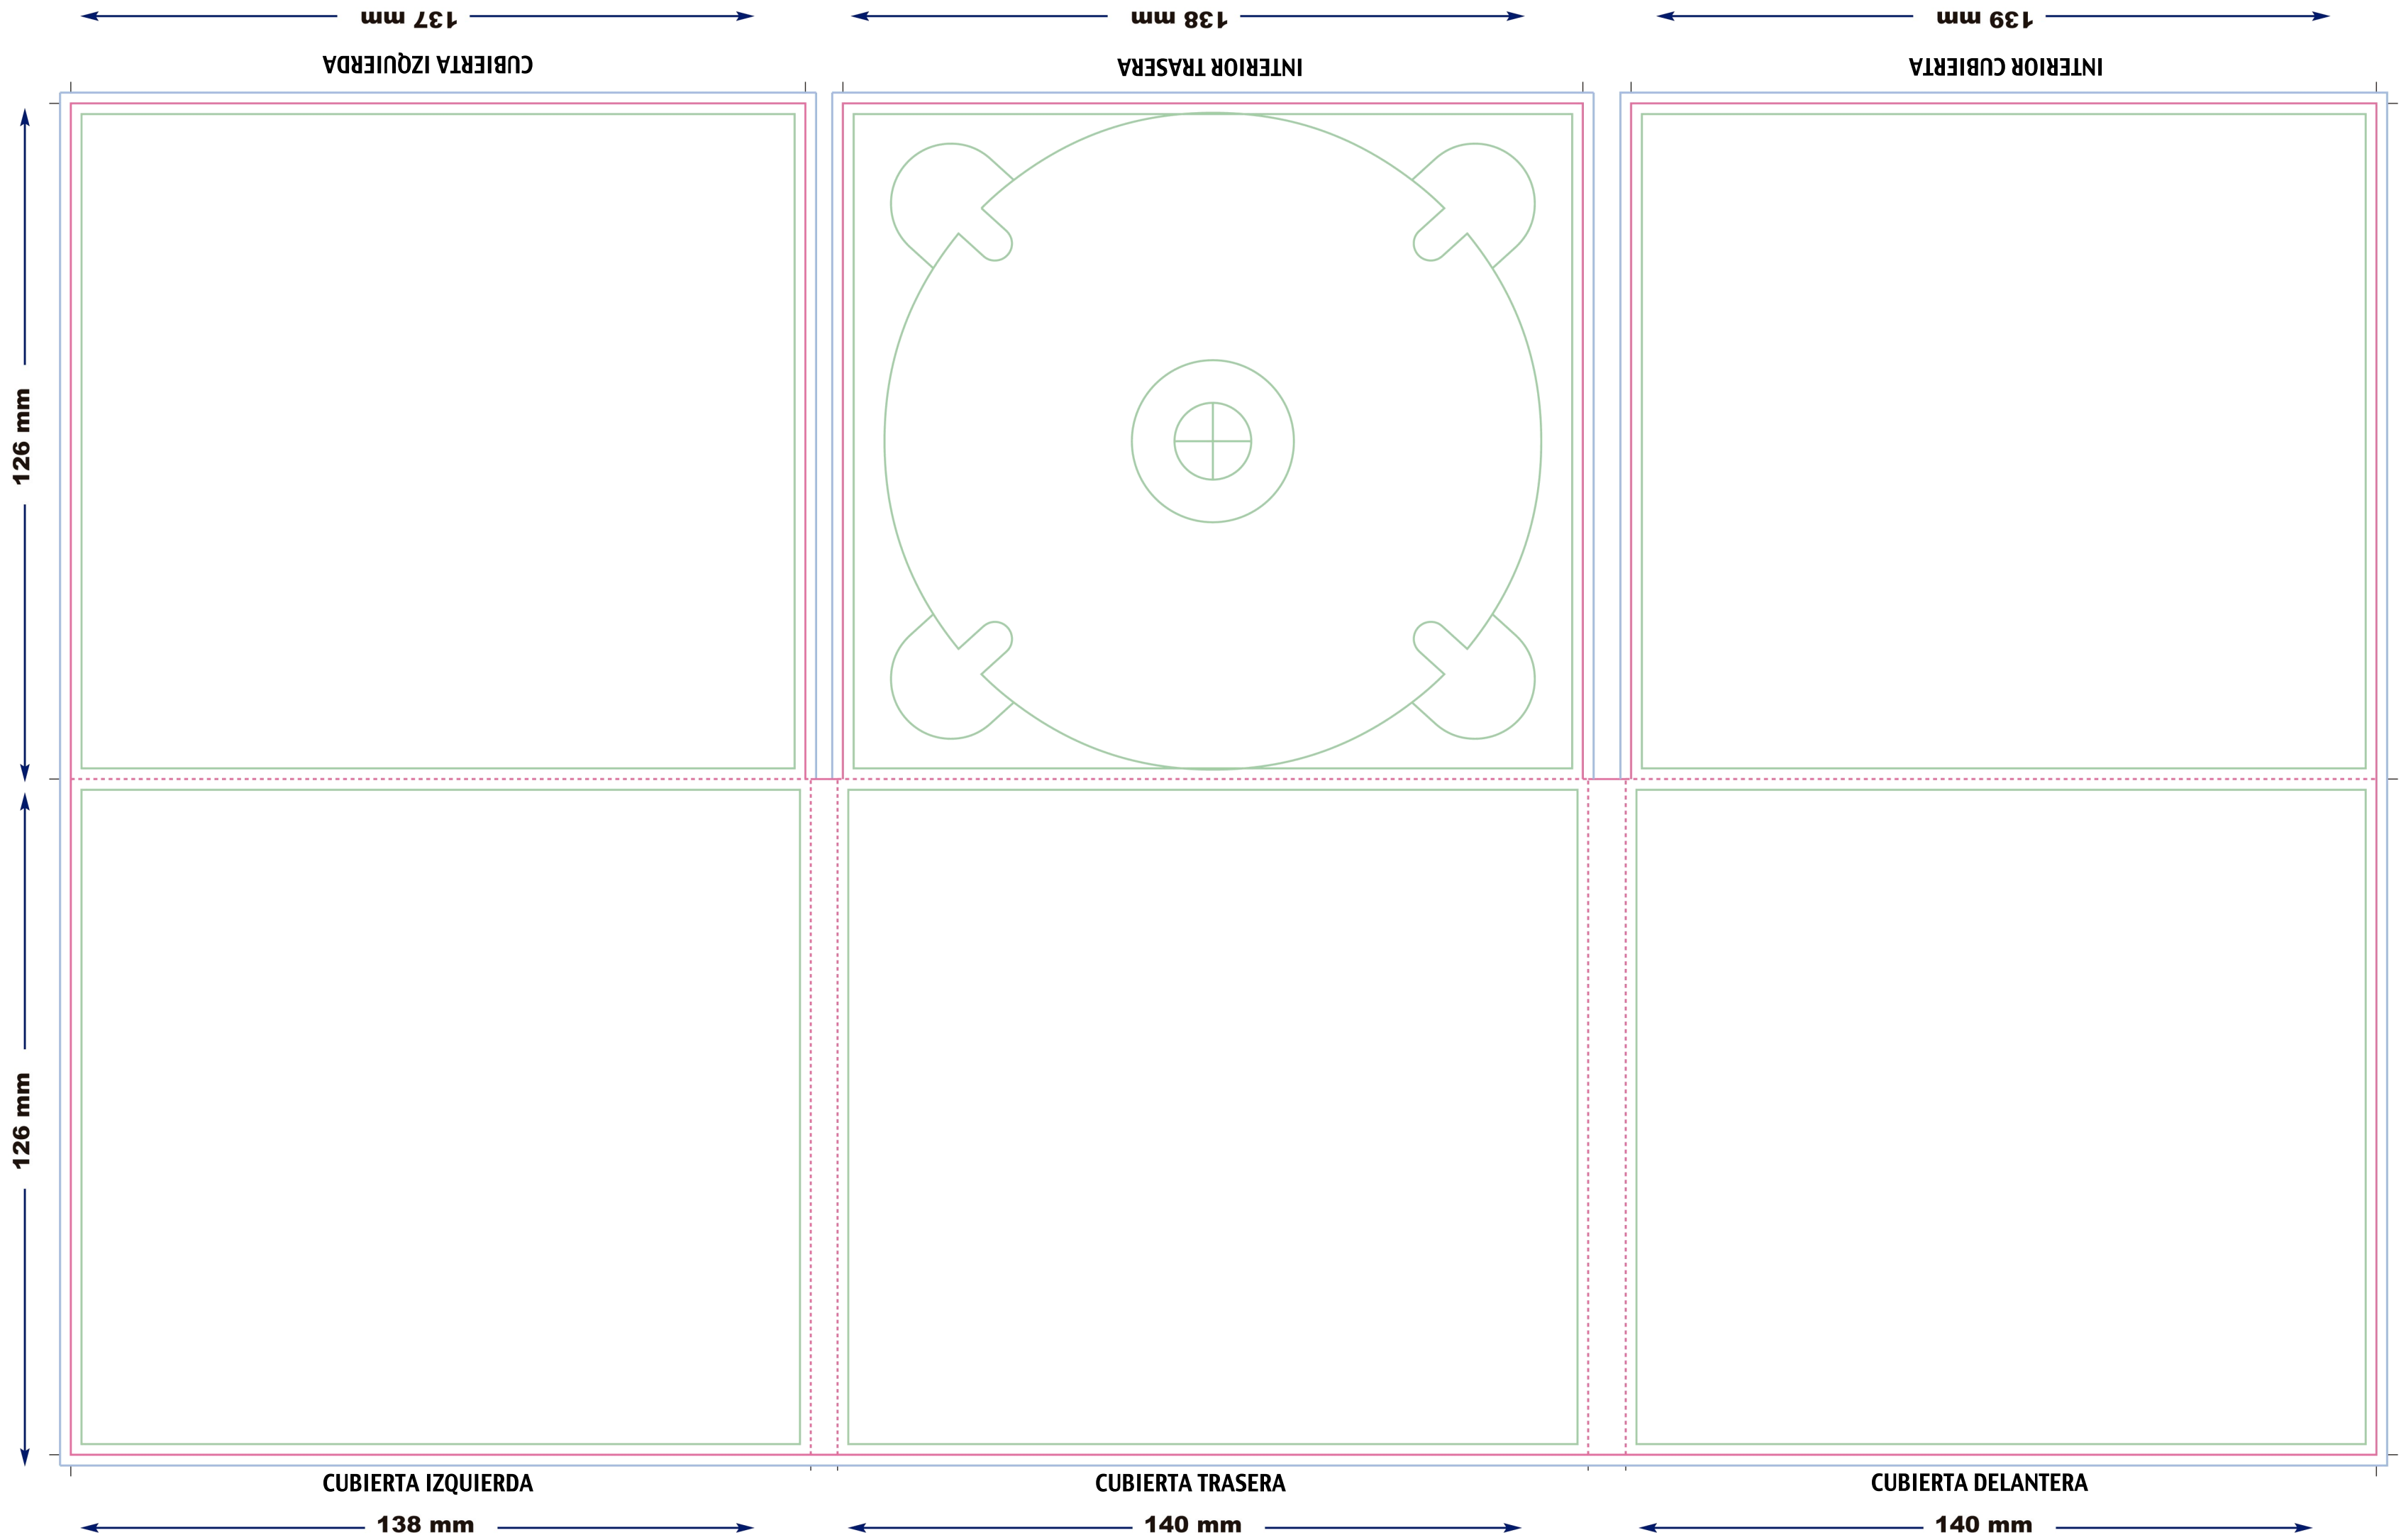 137 mm
138 mm
139 mm
CUBIERTA IZQUIERDA
INTERIOR TRASERA
INTERIOR CUBIERTA
126 mm
126 mm
CUBIERTA IZQUIERDA
CUBIERTA TRASERA
CUBIERTA DELANTERA
138 mm
140 mm
140 mm